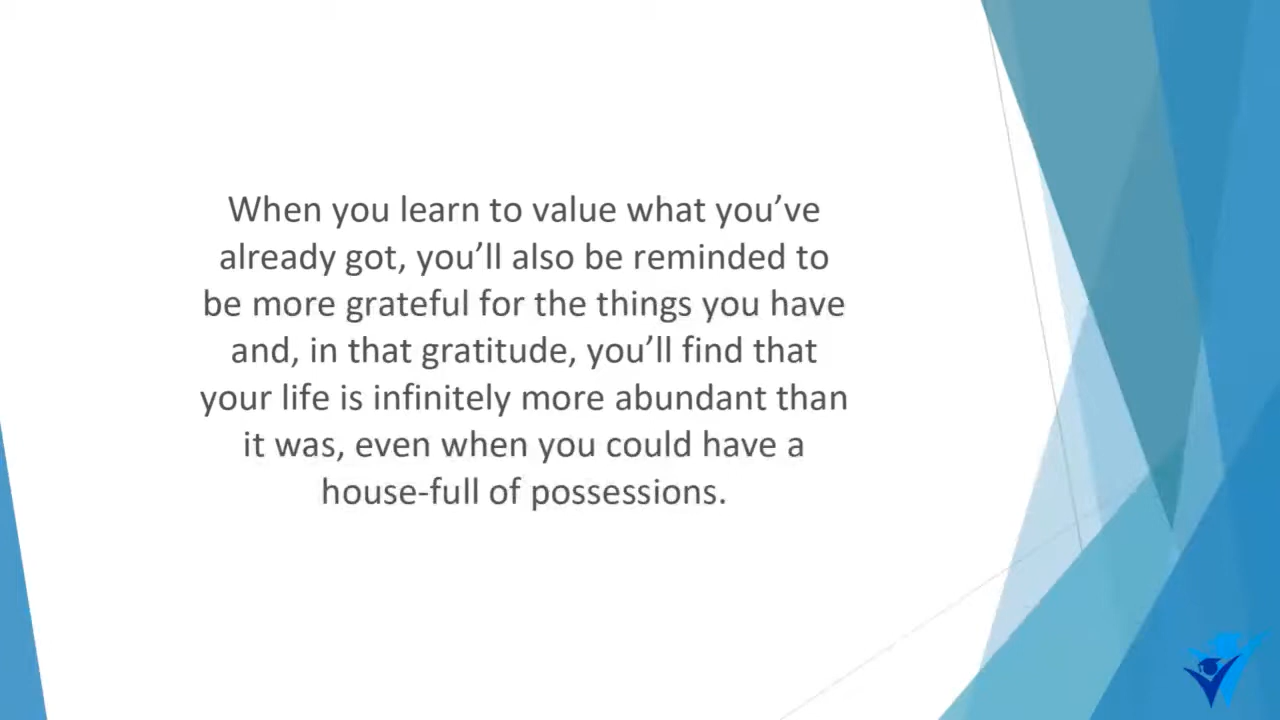 When you learn to value what you’ve
already got, you’ll also be reminded to
be more grateful for the things you have
and, in that gratitude, you’ll find that
your life is infinitely more abundant than
it was, even when you could have a
house-full of possessions.